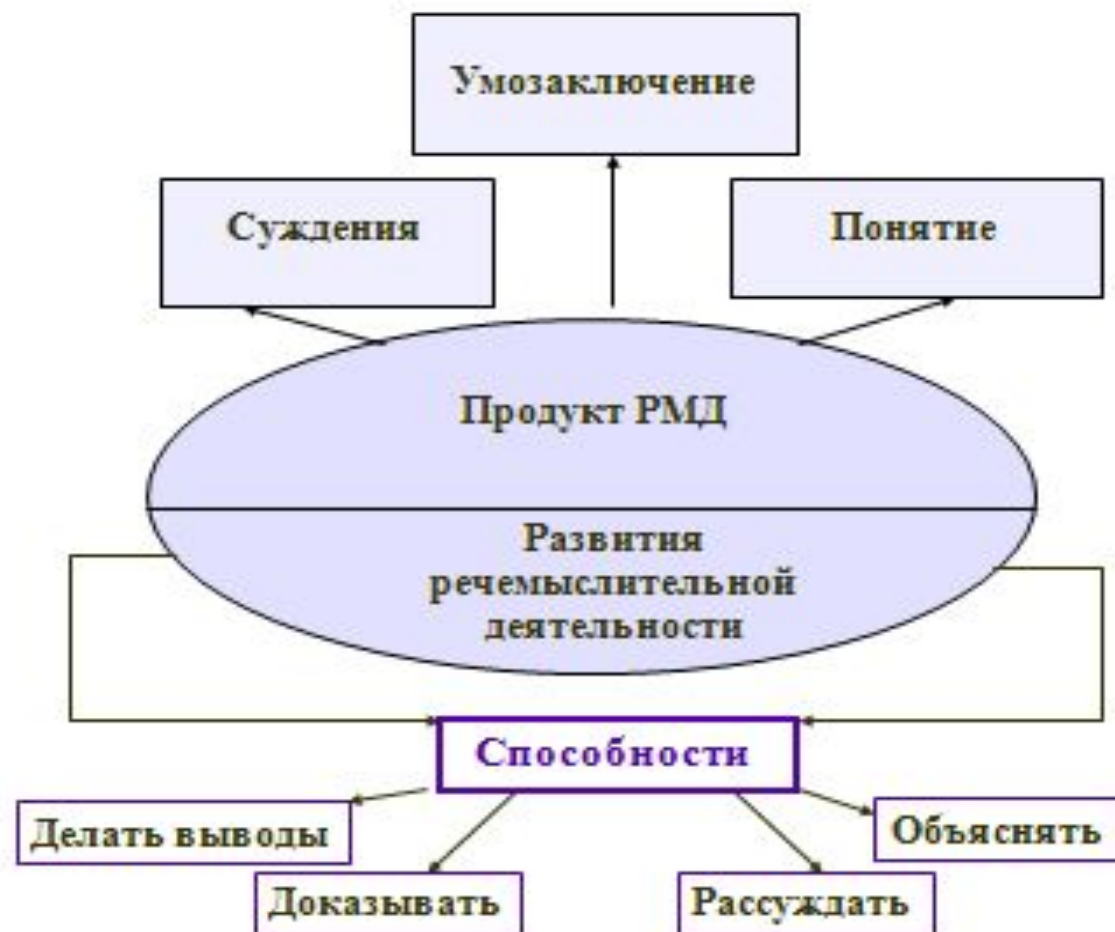 Умозаключение
Суждения
Понятие
Продукт РМД
Развития
речемыслительной
деятельности
Способности
Делать выводы
Объяснять
Доказывать
Рассуждать